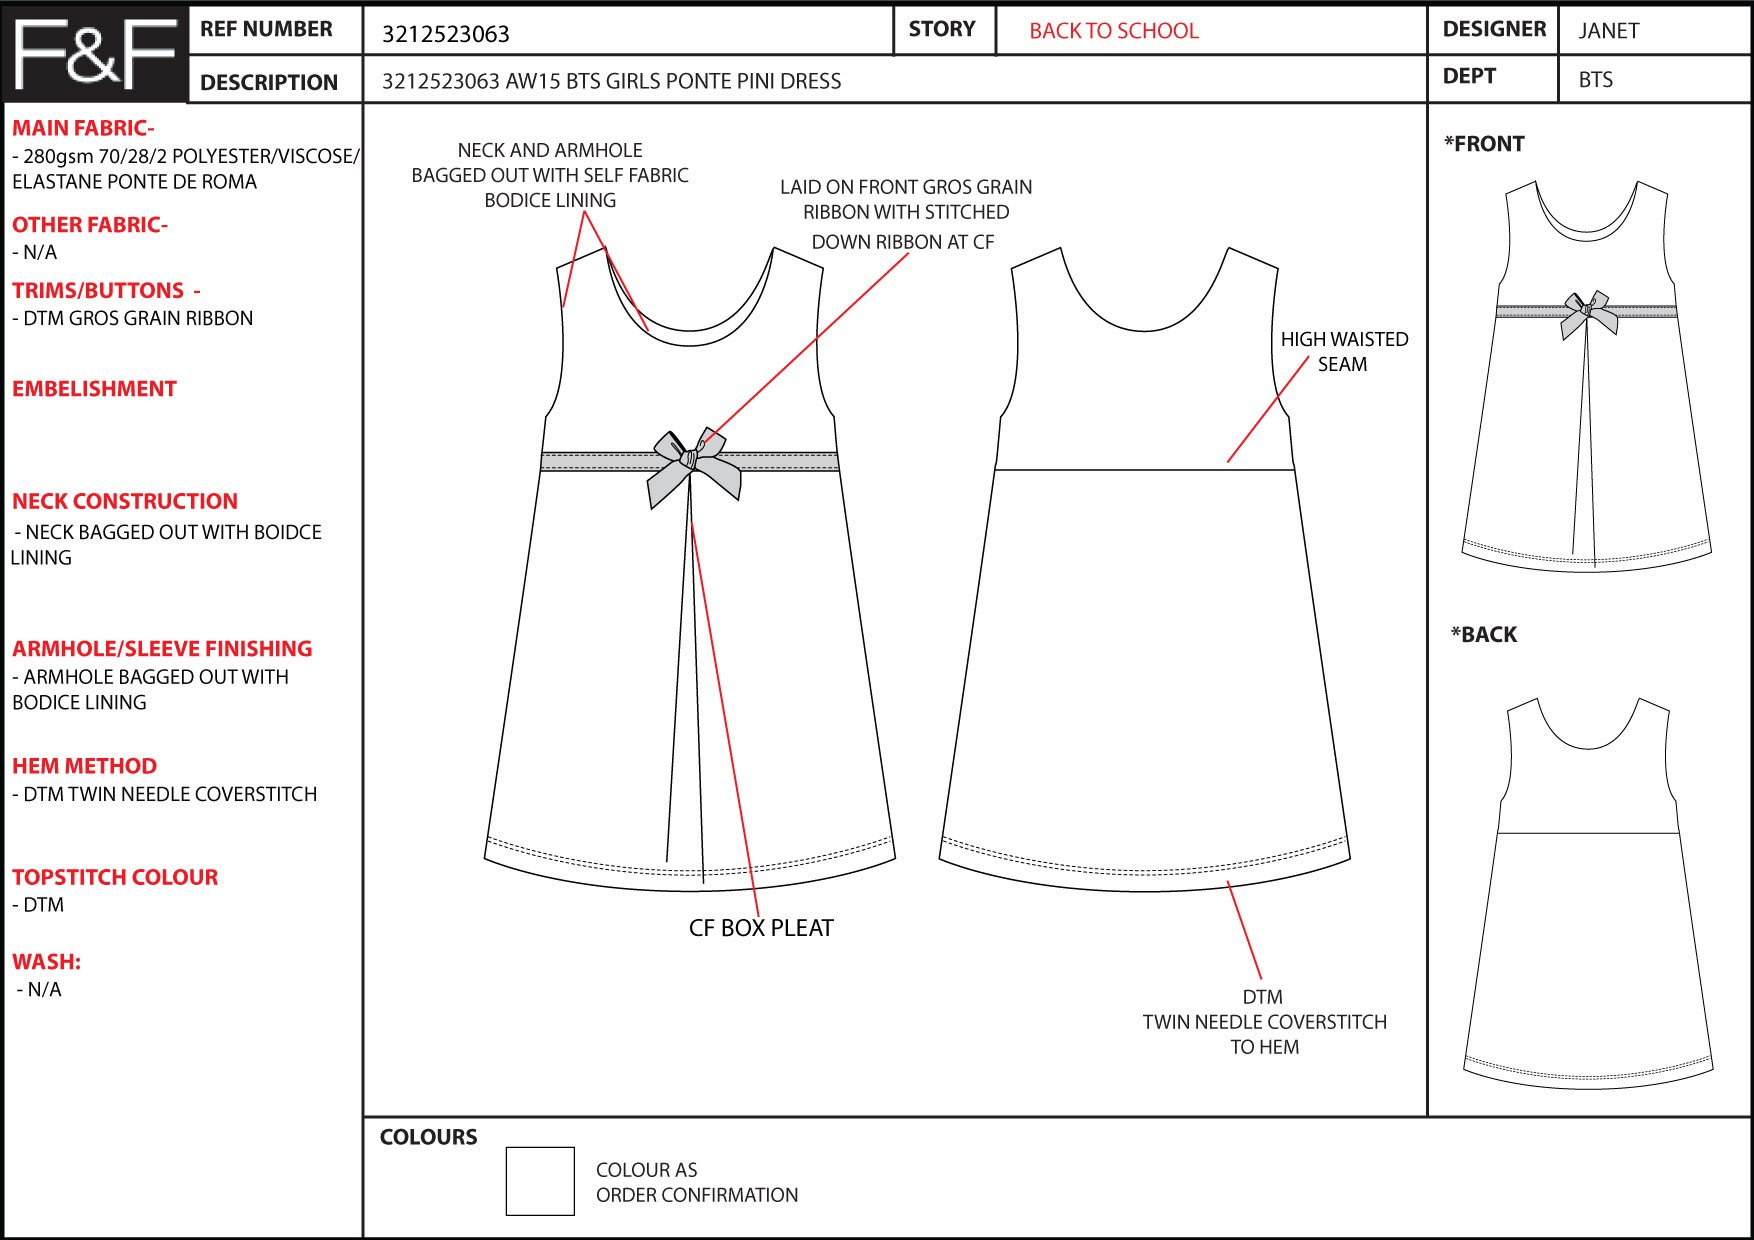 F&F
REF NUMBER
3212523063
STORY
BACK TO SCHOOL
DESIGNER
JANET
DESCRIPTION
3212523063 AW15 BTS GIRLS PONTE PINI DRESS
DEPT
BTS
MAIN FABRIC-
- 280gsm 70/28/2 POLYESTER/VISCOSE/
ELASTANE PONTE DE ROMA
OTHER FABRIC-
- N/A
TRIMS/BUTTONS -
- DTM GROS GRAIN RIBBON
EMBELISHMENT
NECK CONSTRUCTION
- NECK BAGGED OUT WITH BOIDCE
LINING
ARMHOLE/SLEEVE FINISHING
- ARMHOLE BAGGED OUT WITH
BODICE LINING
HEM METHOD
- DTM TWIN NEEDLE COVERSTITCH
TOPSTITCH COLOUR
- DTM
WASH:
- N/A
NECK AND ARMHOLE
BAGGED OUT WITH SELF FABRIC
BODICE LINING
LAID ON FRONT GROS GRAIN
RIBBON WITH STITCHED
DOWN RIBBON AT CF
HIGH WAISTED
SEAM
CF BOX PLEAT
DTM
TWIN NEEDLE COVERSTITCH
TO HEM
*FRONT
*BACK
COLOURS
COLOUR AS
ORDER CONFIRMATION